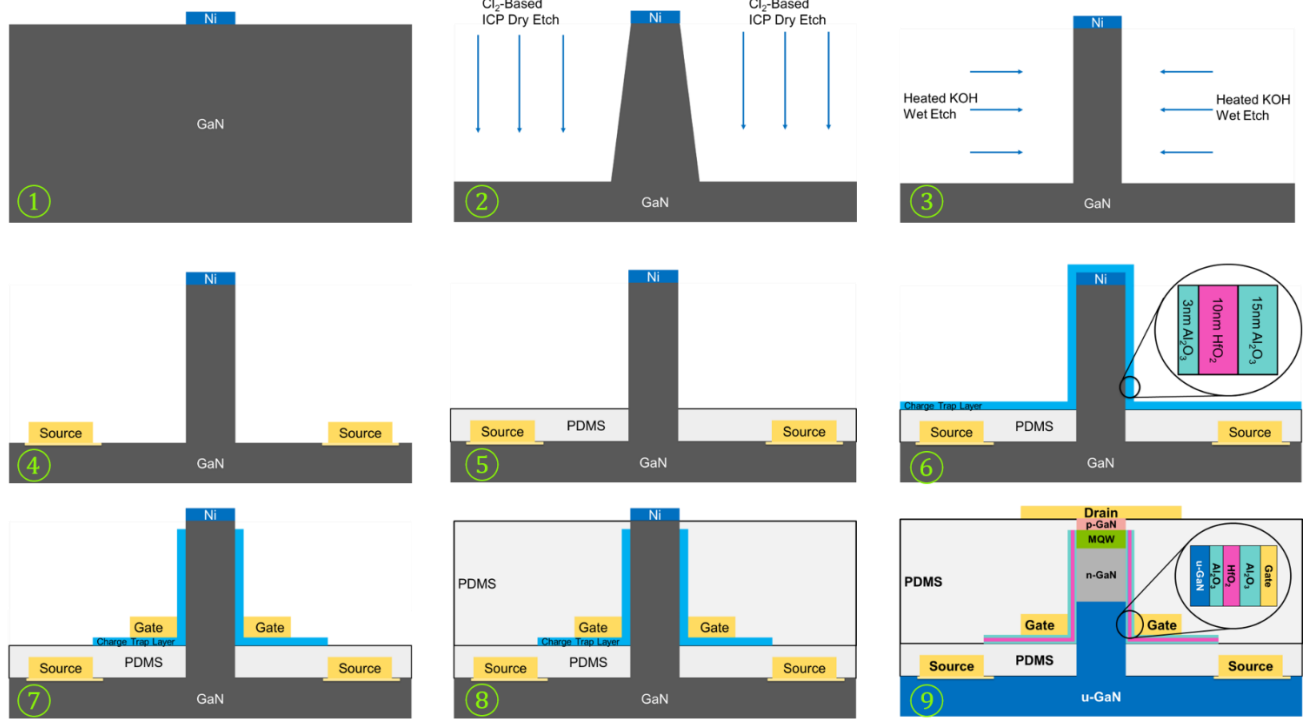 Ni
GaN
①
Cl₂-Based
ICP Dry Etch
Ni
Cl₂-Based
ICP Dry Etch
GaN
②
Ni
Heated KOH
Wet Etch
Heated KOH
Wet Etch
GaN
③
Ni
Source
Source
GaN
④
Ni
Source
PDMS
Source
GaN
⑤
Ni
3nm Al₂O₃
10nm HfO₂
15nm Al₂O₃
Charge Trap Layer
Source
PDMS
Source
GaN
⑥
Ni
Gate
Gate
Charge Trap Layer
PDMS
Source
Source
GaN
⑦
Ni
PDMS
Gate
Gate
Charge Trap Layer
Source
PDMS
Source
GaN
⑧
Drain
p-GaN
MQW
n-GaN
PDMS
u-GaN
Al₂O₃
HfO₂
Al₂O₃
Gate
Gate
Gate
Source
PDMS
Source
u-GaN
⑨